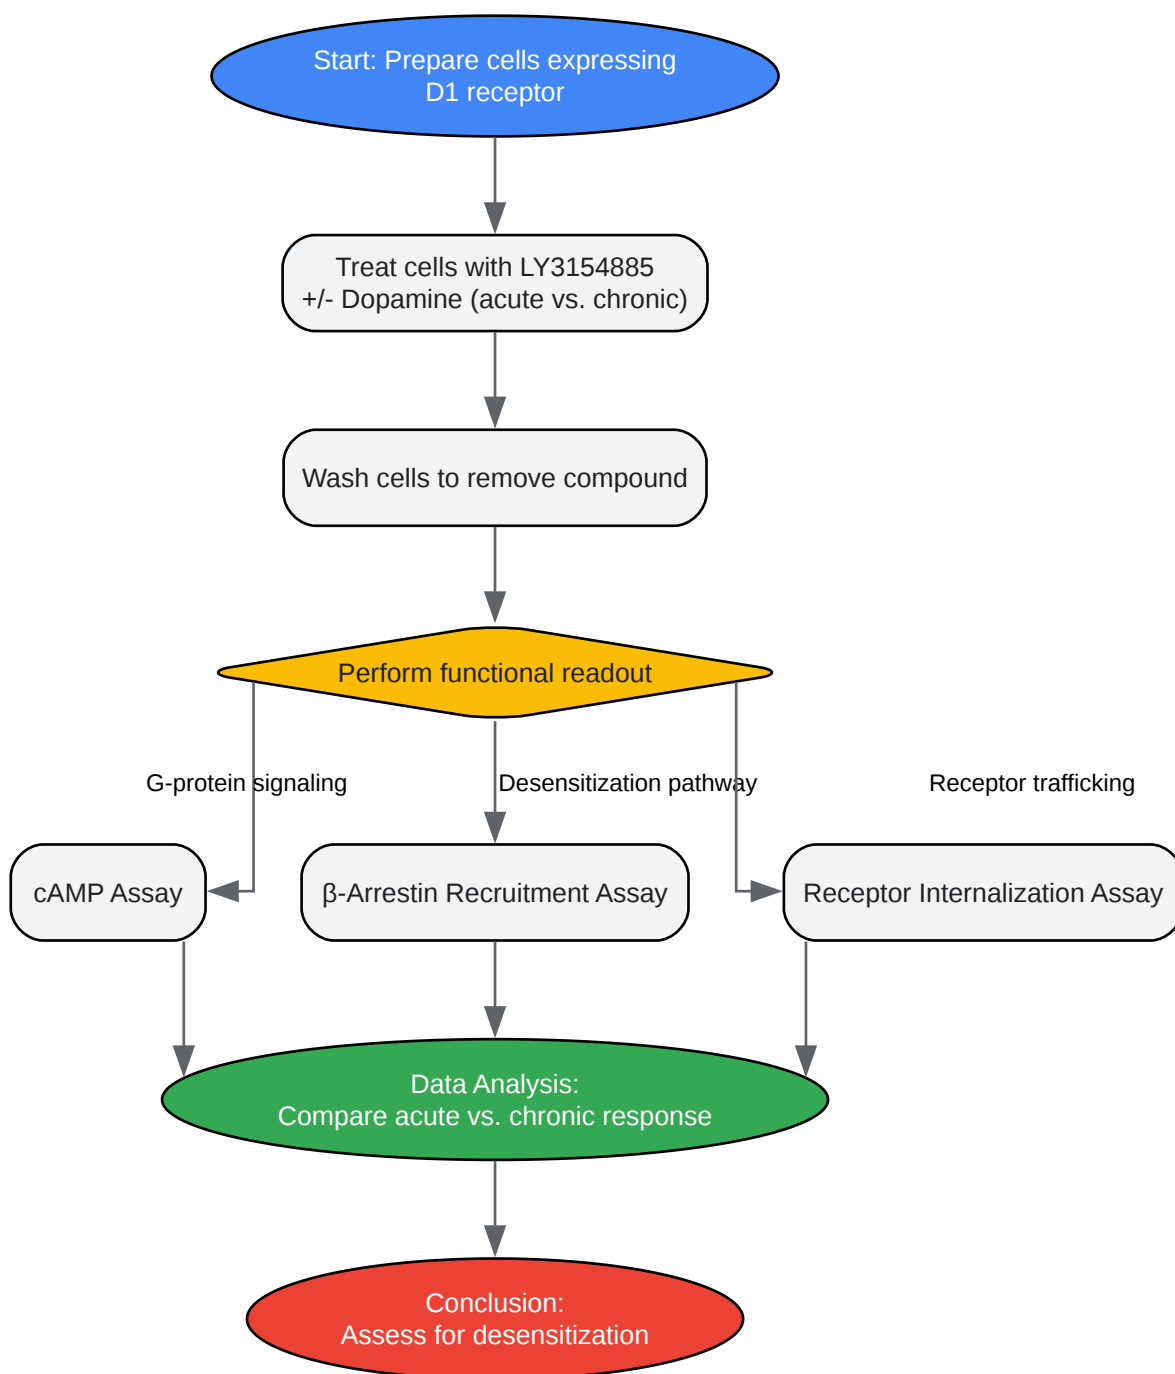 Start: Prepare cells expressing
D1 receptor
Treat cells with LY3154885
+/- Dopamine (acute vs. chronic)
Wash cells to remove compound
Perform functional readout
G-protein signaling
Desensitization pathway
Receptor trafficking
cAMP Assay
β-Arrestin Recruitment Assay
Receptor Internalization Assay
Data Analysis:
Compare acute vs. chronic response
Conclusion:
Assess for desensitization